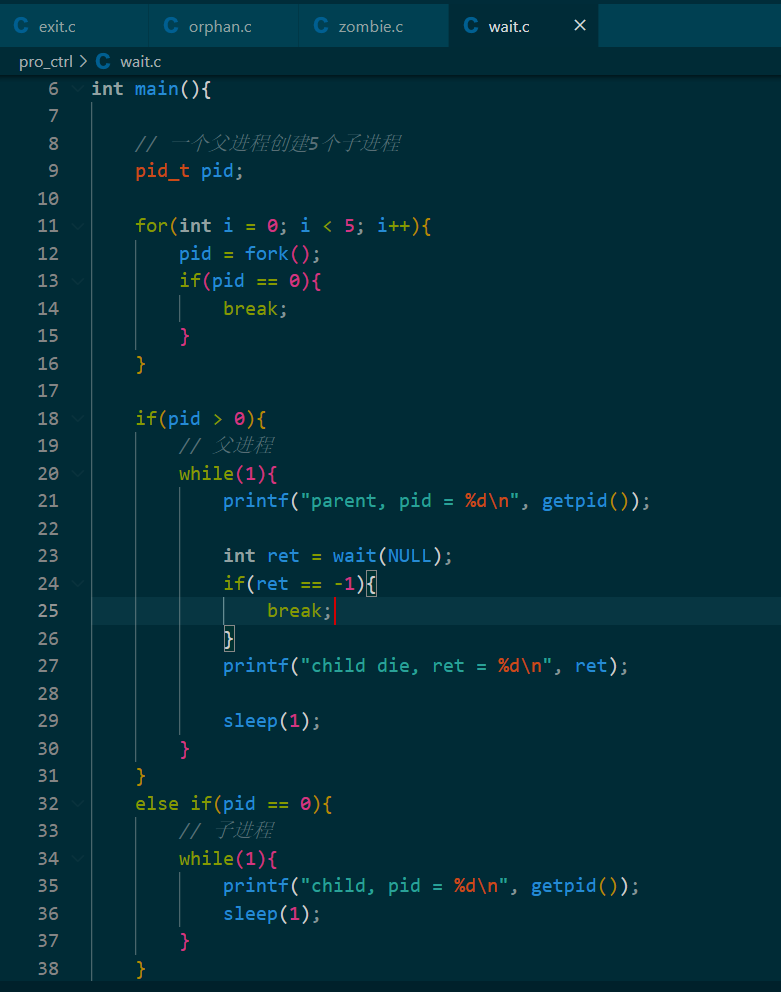 C exit.c C orphan.c C zombie.c C wait.c ×
pro_ctrl > C wait.c
6 int main(){
7
8 // 一个父进程创建5个子进程
9 pid_t pid;
10
11 for(int i = 0; i < 5; i++){
12 pid = fork();
13 if(pid == 0){
14 break;
15 }
16 }
17
18 if(pid > 0){
19 // 父进程
20 while(1){
21 printf("parent, pid = %d\n", getpid());
22
23 int ret = wait(NULL);
24 if(ret == -1){
25 break;
26 }
27 printf("child die, ret = %d\n", ret);
28
29 sleep(1);
30 }
31 }
32 else if(pid == 0){
33 // 子进程
34 while(1){
35 printf("child, pid = %d\n", getpid());
36 sleep(1);
37 }
38 }